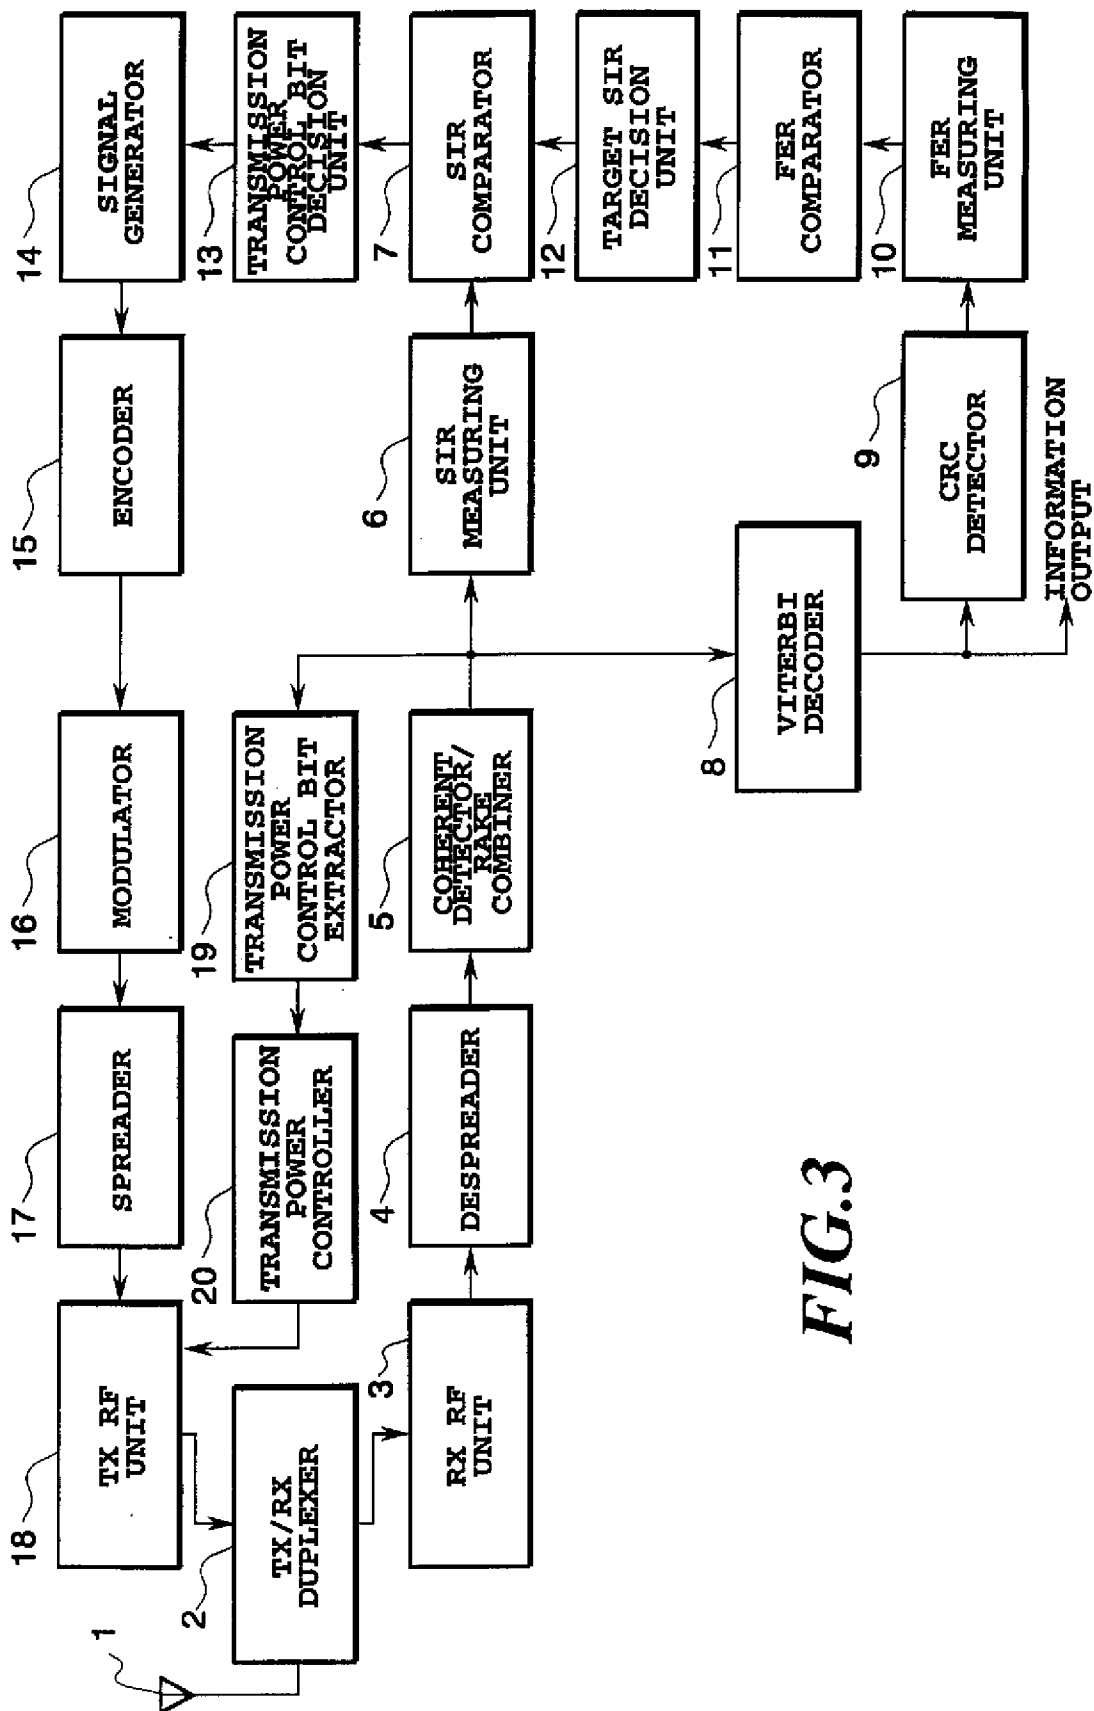 1
18
TX RF
UNIT
17
SPREADER
16
MODULATOR
15
ENCODER
14
SIGNAL
GENERATOR
2
TX/RX
DUPLEXER
20
TRANSMISSION
POWER
CONTROLLER
19
TRANSMISSION
POWER
CONTROL BIT
EXTRACTOR
13
TRANSMISSION
POWER
CONTROL BIT
DECISION
UNIT
3
RX RF
UNIT
4
DESPREADER
5
COHERENT
DETECTOR/
RAKE
COMBINER
6
SIR
MEASURING
UNIT
7
SIR
COMPARATOR
12
TARGET SIR
DECISION
UNIT
8
VITERBI
DECODER
11
FER
COMPARATOR
9
CRC
DETECTOR
10
FER
MEASURING
UNIT
INFORMATION
OUTPUT
FIG.3